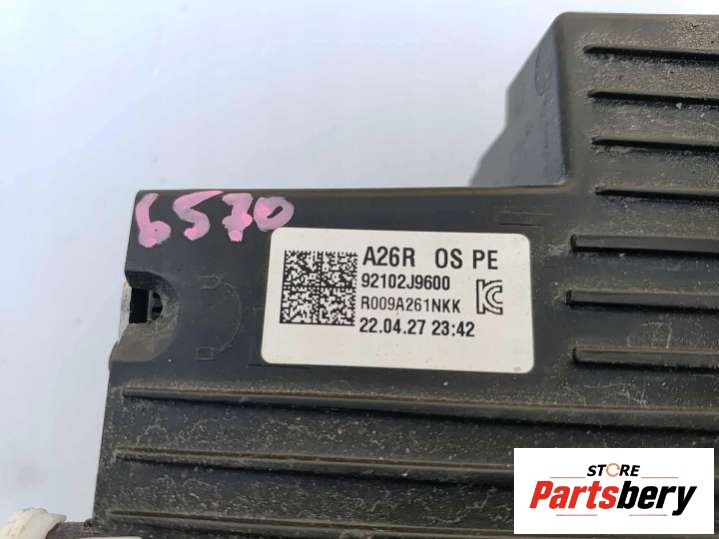 6570
A26R OS PE
92102J9600
R009A261NKK
22.04.27 23:42
STORE
Partsbery